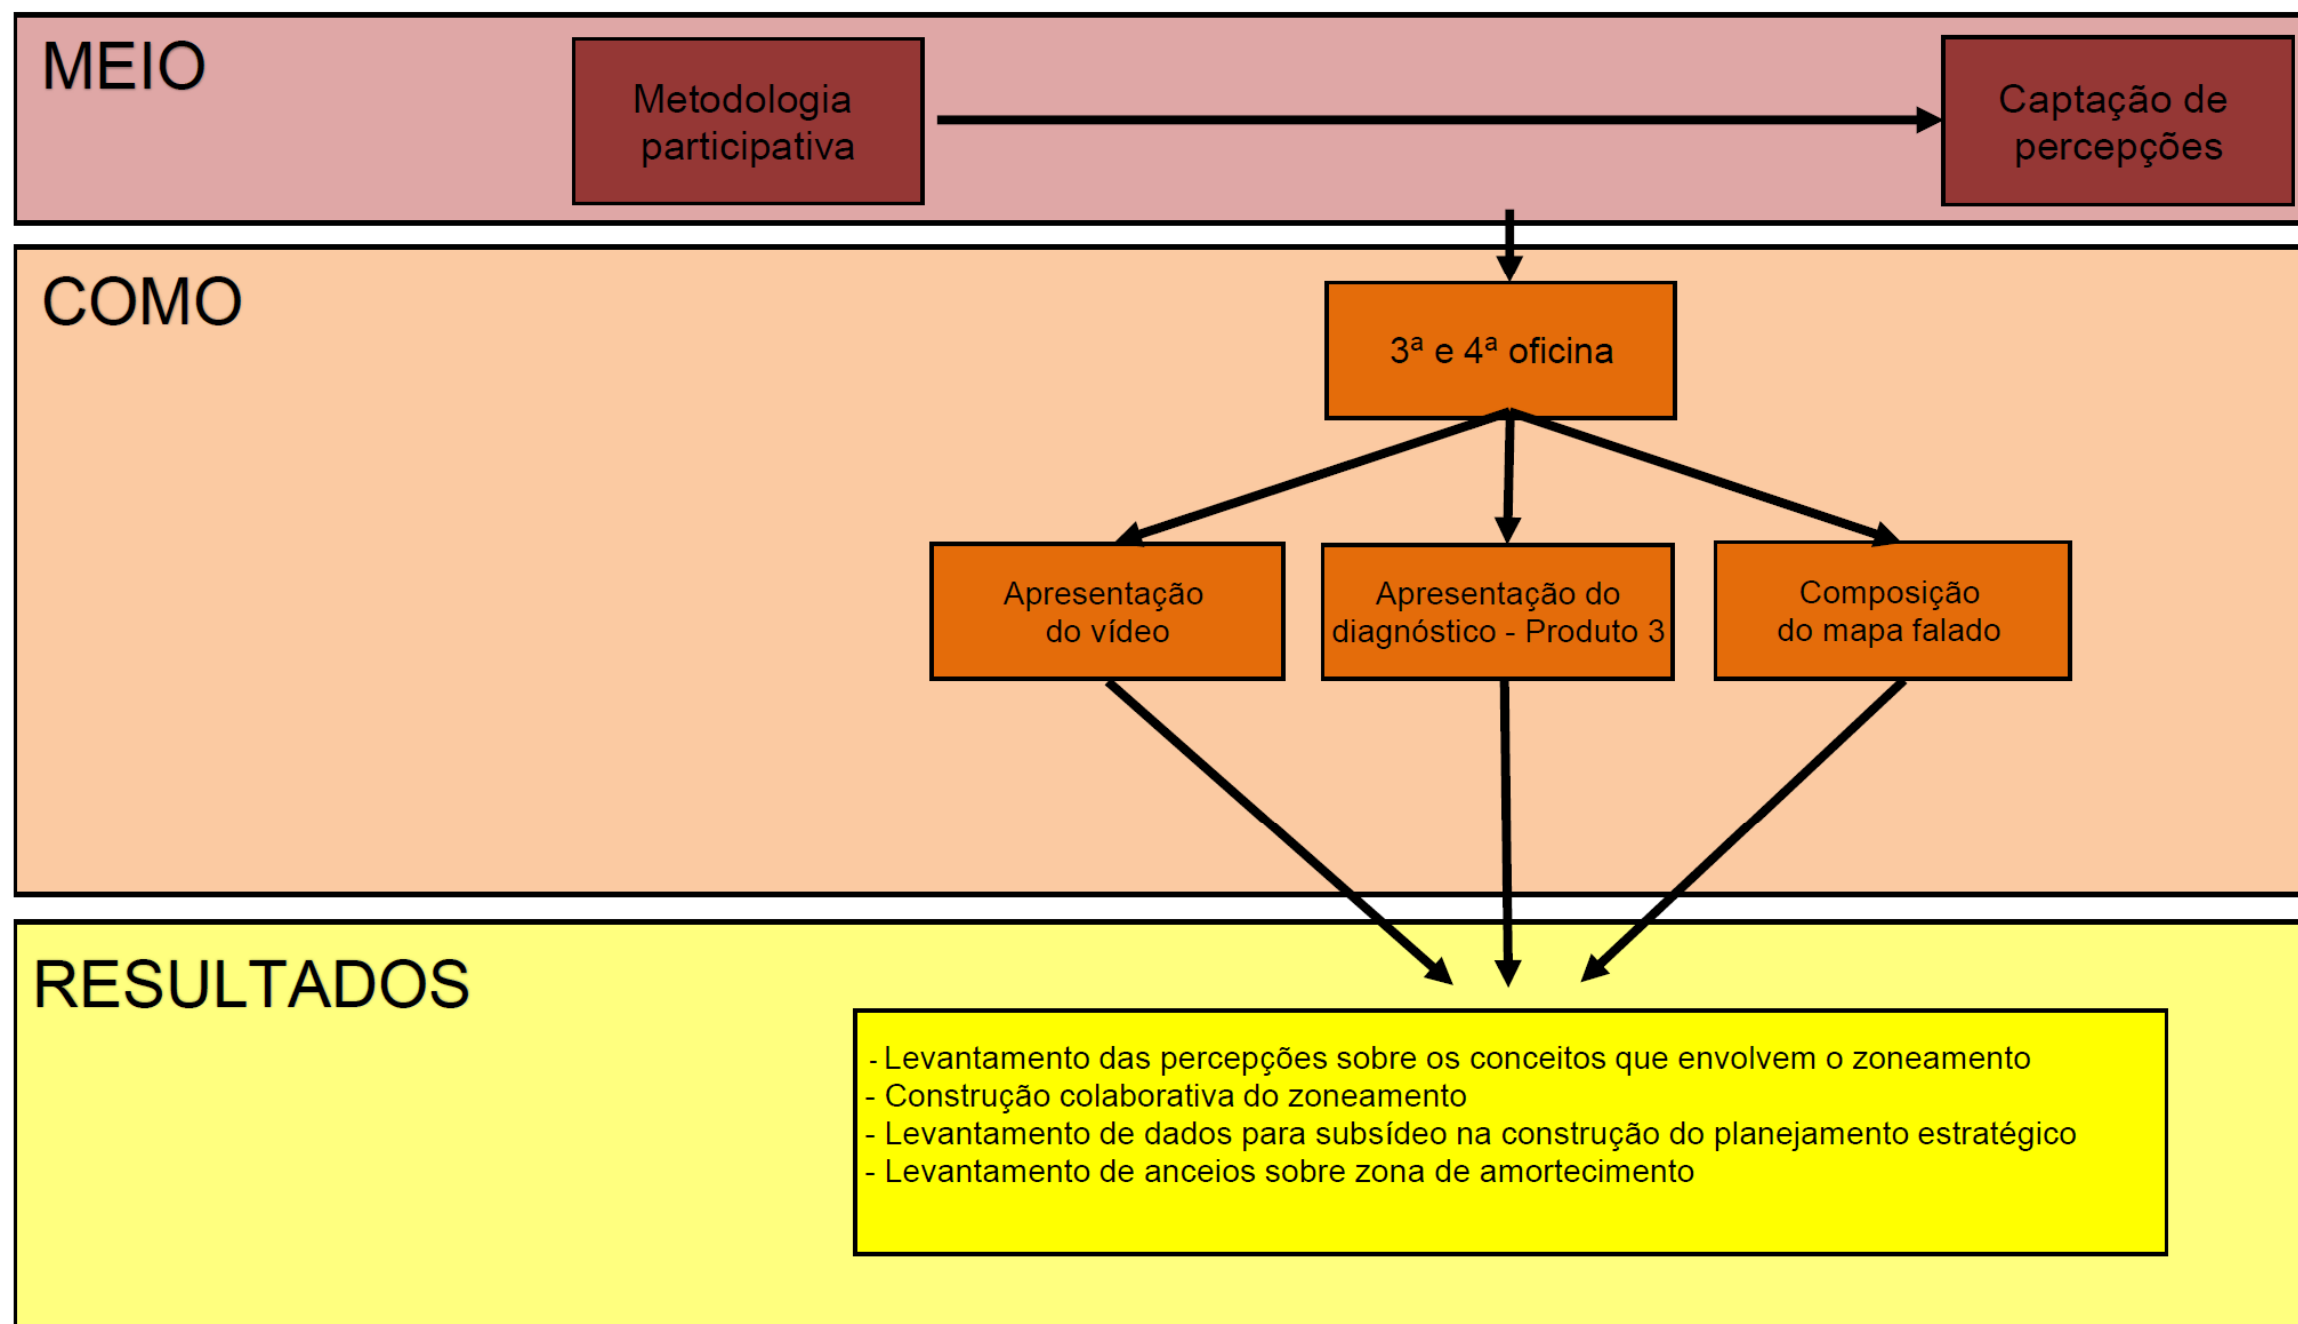 MEIO
Metodologia
participativa
Captação de
percepções
COMO
3ª e 4ª oficina
Apresentação
do vídeo
Apresentação do
diagnóstico - Produto 3
Composição
do mapa falado
RESULTADOS
- Levantamento das percepções sobre os conceitos que envolvem o zoneamento
- Construção colaborativa do zoneamento
- Levantamento de dados para subsídeo na construção do planejamento estratégico
- Levantamento de anceios sobre zona de amortecimento